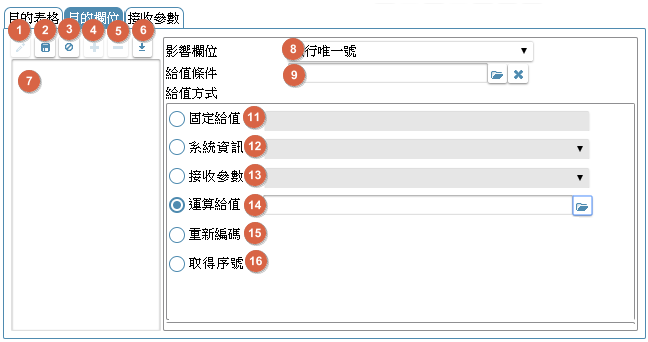 目的表格 目的欄位 接收參數
1 2 3 4 5 6
7
影響欄位 8 行唯一號
給值條件 9
給值方式
固定給值 11
系統資訊 12
接收參數 13
運算給值 14
重新編碼 15
取得序號 16